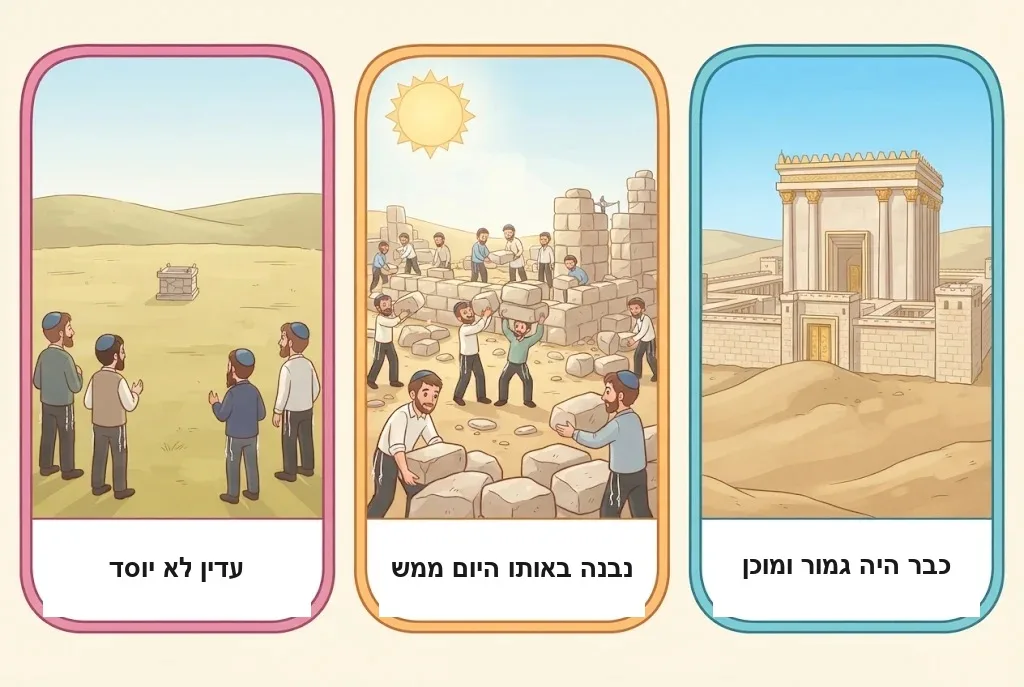 עדין לא יוסד
נבנה באותו היום ממש
כבר היה גמור ומוכן